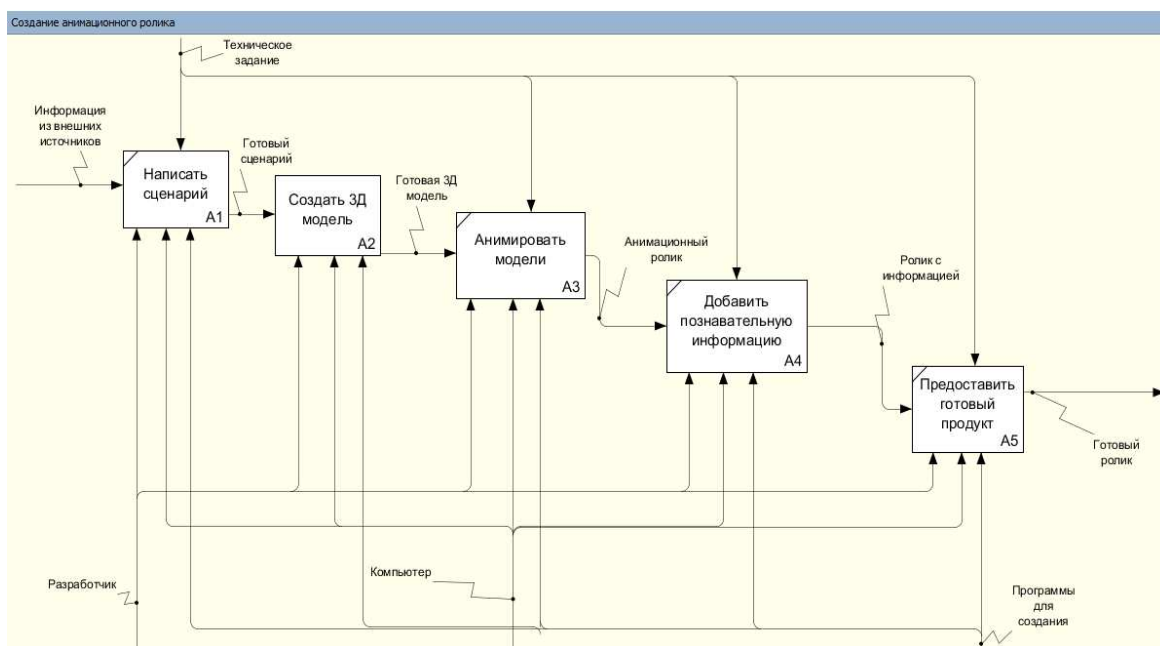 Создание анимационного ролика
Техническое
задание
Информация
из внешних
источников
Готовый
сценарий
Написать
сценарий
A1
Готовая 3Д
модель
Создать 3Д
модель
A2
Анимировать
модели
A3
Анимационный
ролик
Ролик с
информацией
Добавить
познавательную
информацию
A4
Предоставить
готовый
продукт
A5
Готовый
ролик
Разработчик
Компьютер
Программы
для
создания